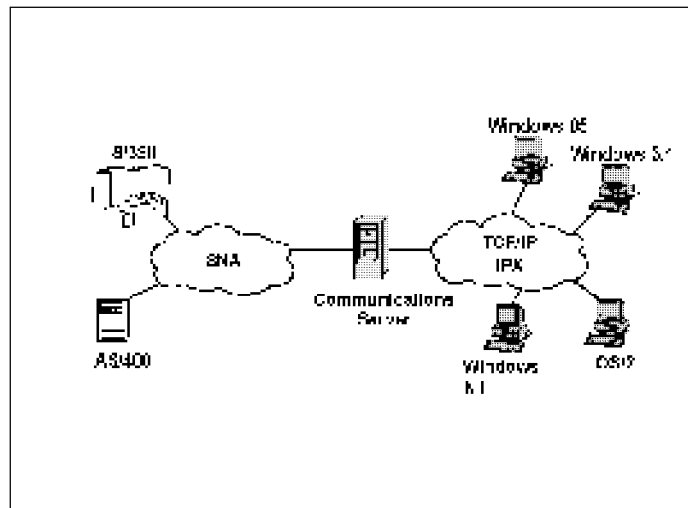 Windows 95
Windows 3.1
S/390
SNA
TCP/IP
IPX
Communications
Server
AS/400
Windows
NT
OS/2